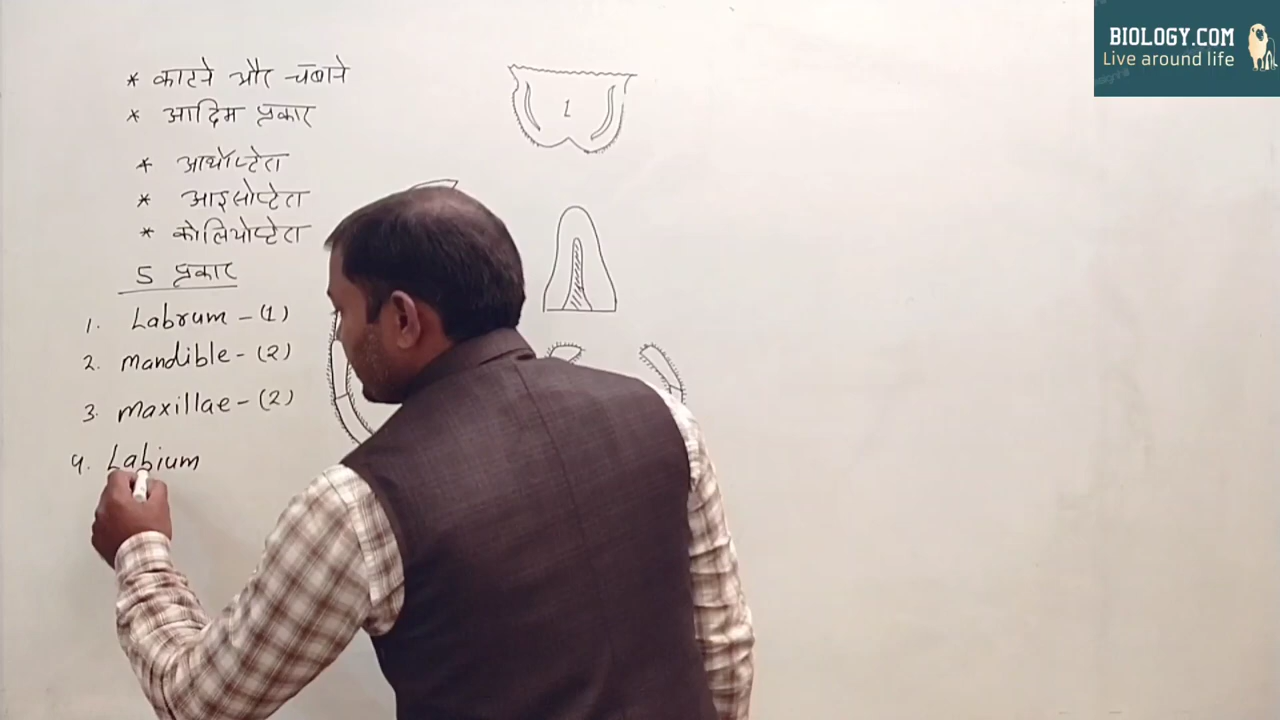 * काटने और चबाने
* आदिम प्रकार
* आर्थोप्टेरा
* आइसोप्टेरा
* कोलियोप्टेरा
5 प्रकार
1. Labrum - (1)
2. mandible - (2)
3. maxillae - (2)
4. Labium
1
BIOLOGY.COM
Live around life